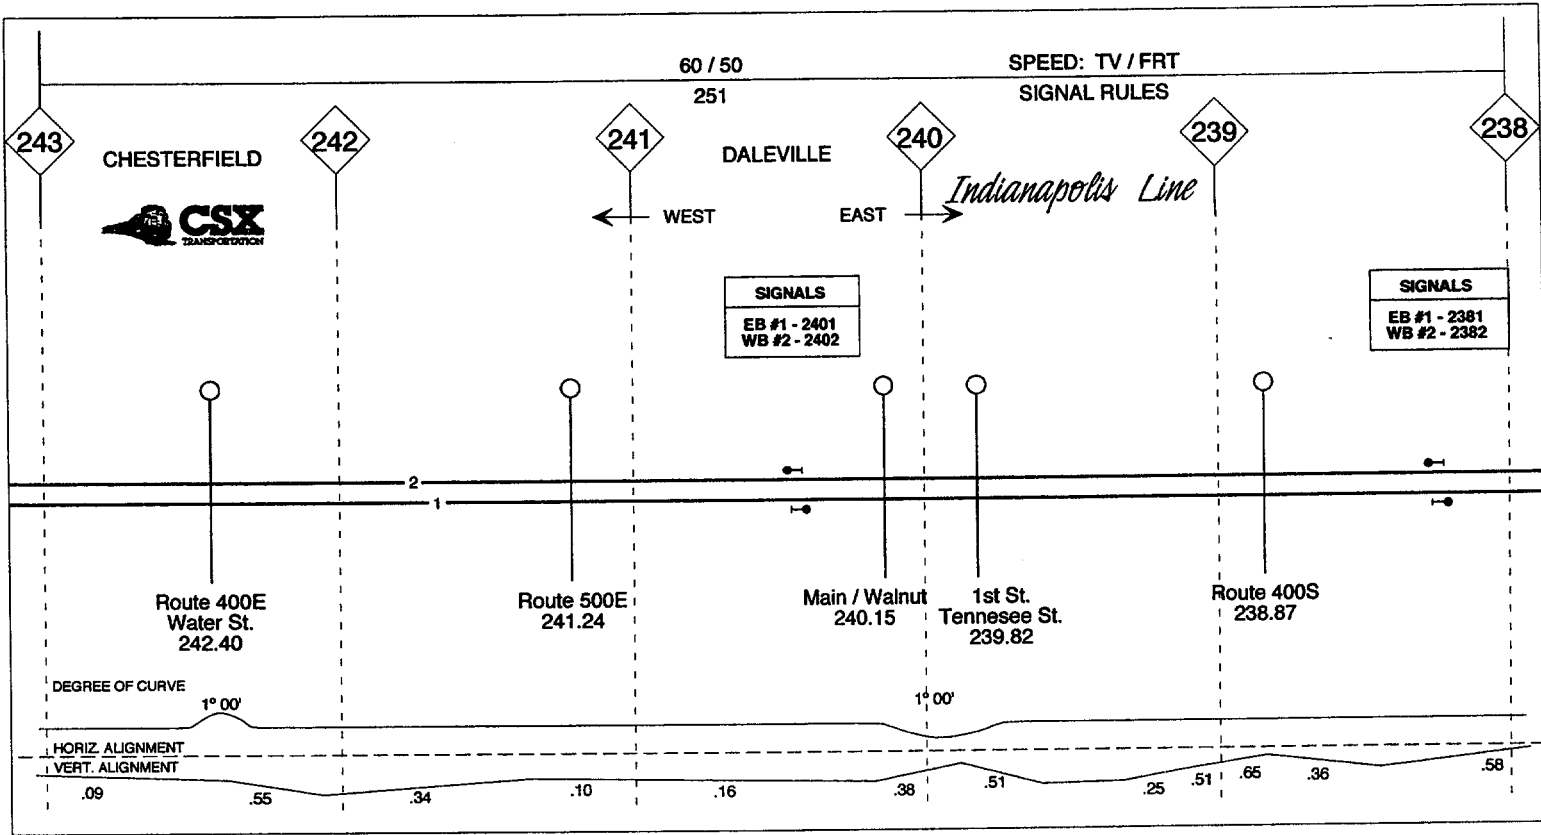 60 / 50
SPEED: TV / FRT
251
SIGNAL RULES
243
242
241
240
239
238
CHESTERFIELD
DALEVILLE
Indianapolis Line
CSX
TRANSPORTATION
WEST
EAST
SIGNALS
EB #1 - 2401
WB #2 - 2402
SIGNALS
EB #1 - 2381
WB #2 - 2382
2
1
Route 400E
Water St.
242.40
Route 500E
241.24
Main / Walnut
240.15
1st St.
Tennesee St.
239.82
Route 400S
238.87
DEGREE OF CURVE
1° 00'
1° 00'
HORIZ. ALIGNMENT
VERT. ALIGNMENT
.09
.55
.34
.10
.16
.38
.51
.25
.51
.65
.36
.58